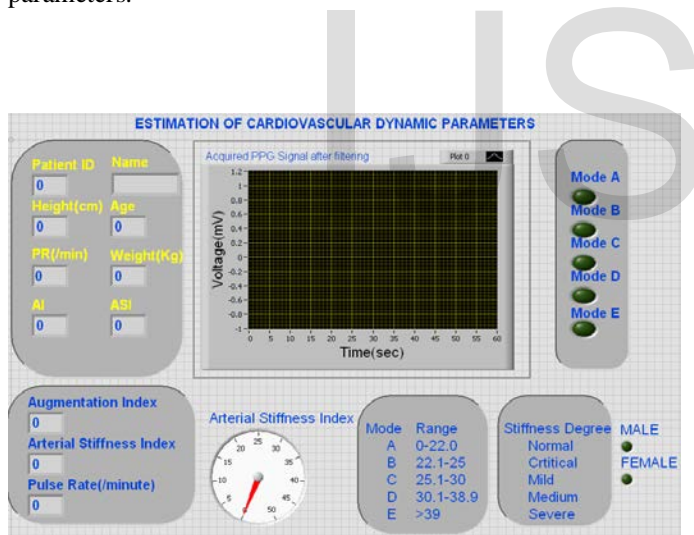 parameters.
IJS
ESTIMATION OF CARDIOVASCULAR DYNAMIC PARAMETERS
Patient ID Name
0
Height(cm) Age
0 0
PR(/min) Weight(Kg)
0 0
AI ASI
0 0
Acquired PPG Signal after filtering Plot 0
1.2
1
0.8
0.6
0.4
0.2
0
-0.2
-0.4
-0.6
-0.8
-1
Voltage(mV)
0 5 10 15 20 25 30 35 40 45 50 55 60
Time(sec)
Mode A
Mode B
Mode C
Mode D
Mode E
Augmentation Index
0
Arterial Stiffness Index
0
Pulse Rate(/minute)
0
Arterial Stiffness Index
0 5 10 15 20 25 30 35 40 50
Mode Range
A 0-22.0
B 22.1-25
C 25.1-30
D 30.1-38.9
E >39
Stiffness Degree
Normal
Crtitical
Mild
Medium
Severe
MALE
FEMALE